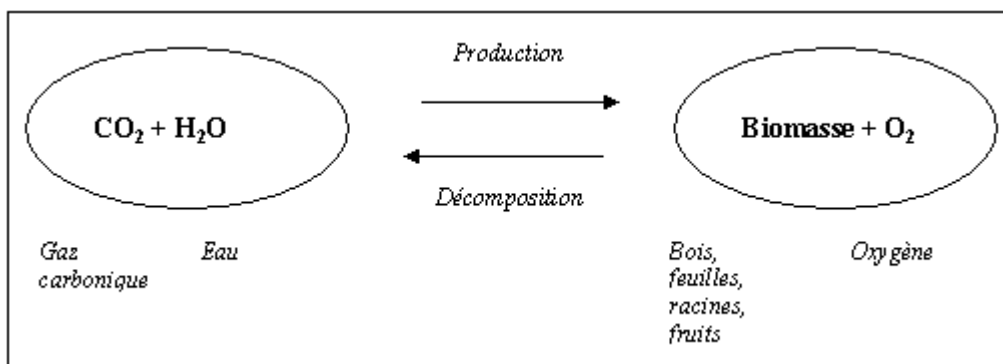 Production
CO₂ + H₂O
Biomasse + O₂
Décomposition
Gaz carbonique
Eau
Bois,
feuilles,
racines,
fruits
Oxygène